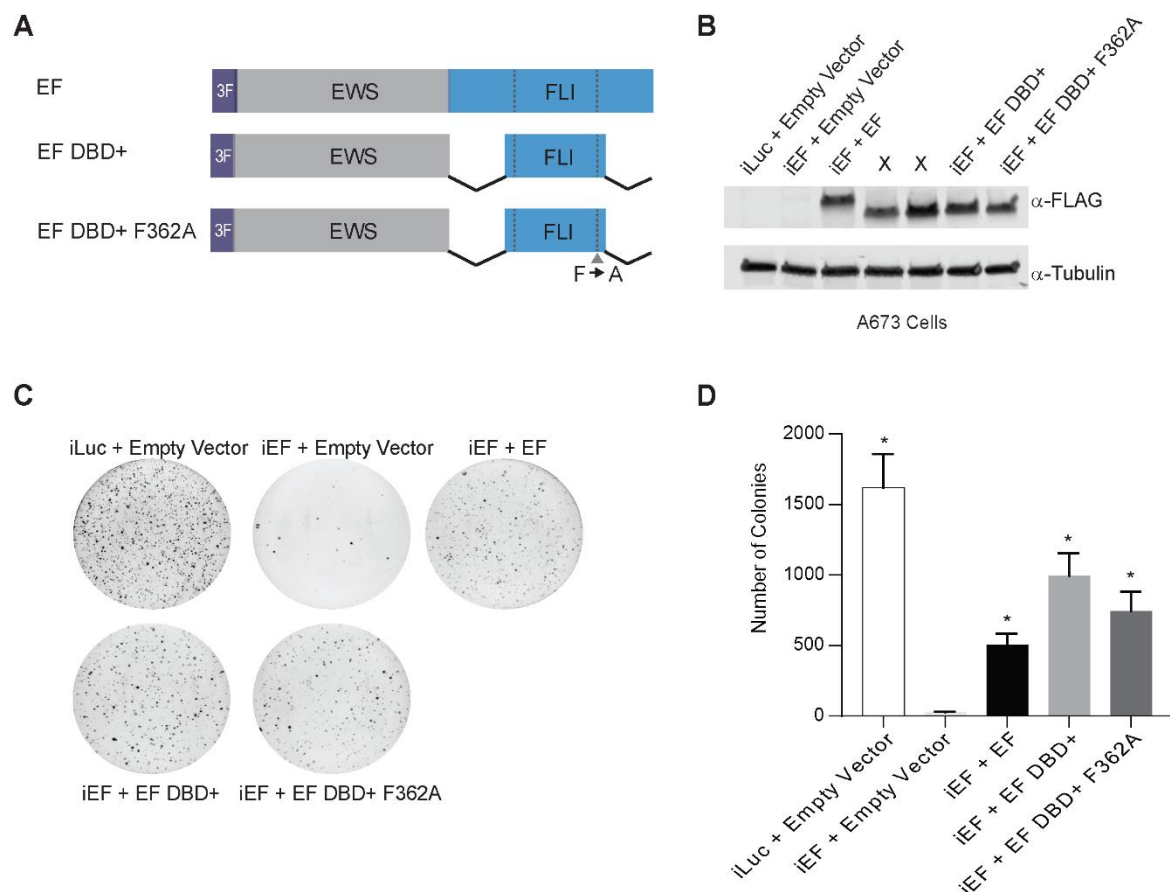 A
EF
3F EWS FLI
EF DBD+
3F EWS FLI
EF DBD+ F362A
3F EWS FLI
F → A
B
iLuc + Empty Vector
iEF + Empty Vector
iEF + EF
X
X
iEF + EF DBD+
iEF + EF DBD+ F362A
α-FLAG
α-Tubulin
A673 Cells
C
iLuc + Empty Vector iEF + Empty Vector iEF + EF
iEF + EF DBD+ iEF + EF DBD+ F362A
D
Number of Colonies
2000
1500
1000
500
0
* * * *
iLuc + Empty Vector
iEF + Empty Vector
iEF + EF
iEF + EF DBD+
iEF + EF DBD+ F362A